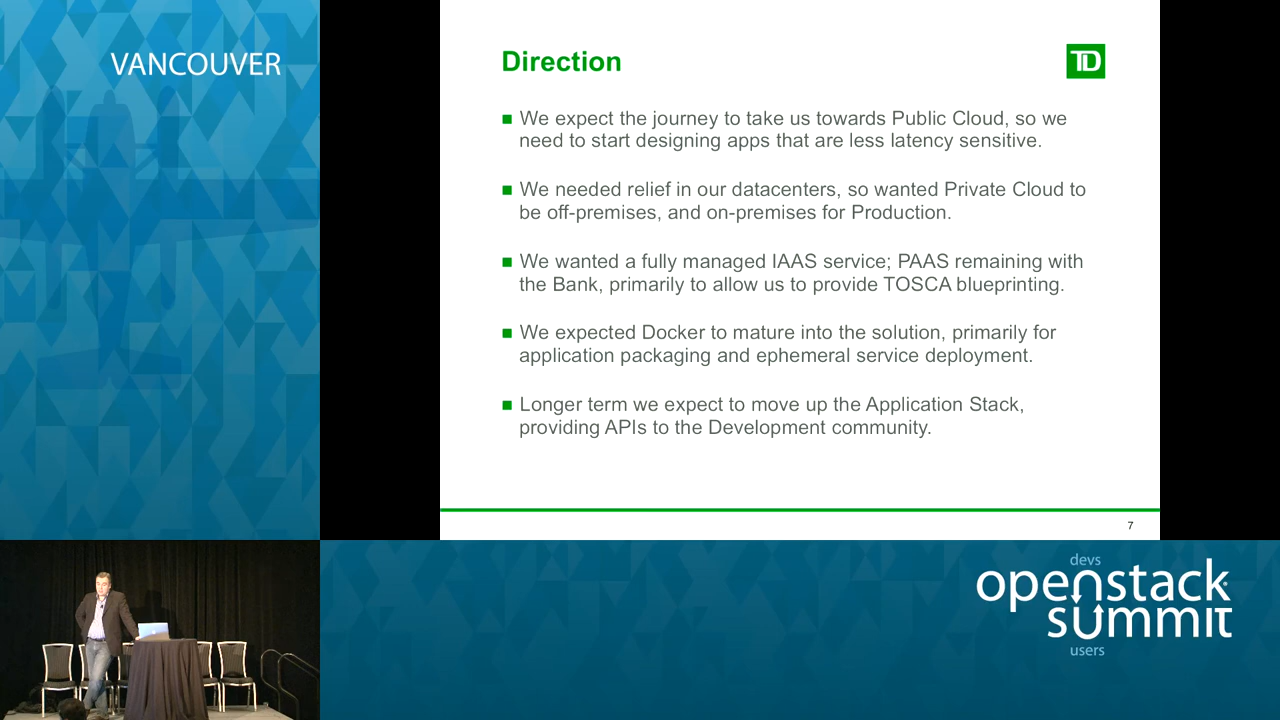 VANCOUVER
Direction
TD
We expect the journey to take us towards Public Cloud, so we
need to start designing apps that are less latency sensitive.
We needed relief in our datacenters, so wanted Private Cloud to
be off-premises, and on-premises for Production.
We wanted a fully managed IAAS service; PAAS remaining with
the Bank, primarily to allow us to provide TOSCA blueprinting.
We expected Docker to mature into the solution, primarily for
application packaging and ephemeral service deployment.
Longer term we expect to move up the Application Stack,
providing APIs to the Development community.
7
devs
openstack
summit
users